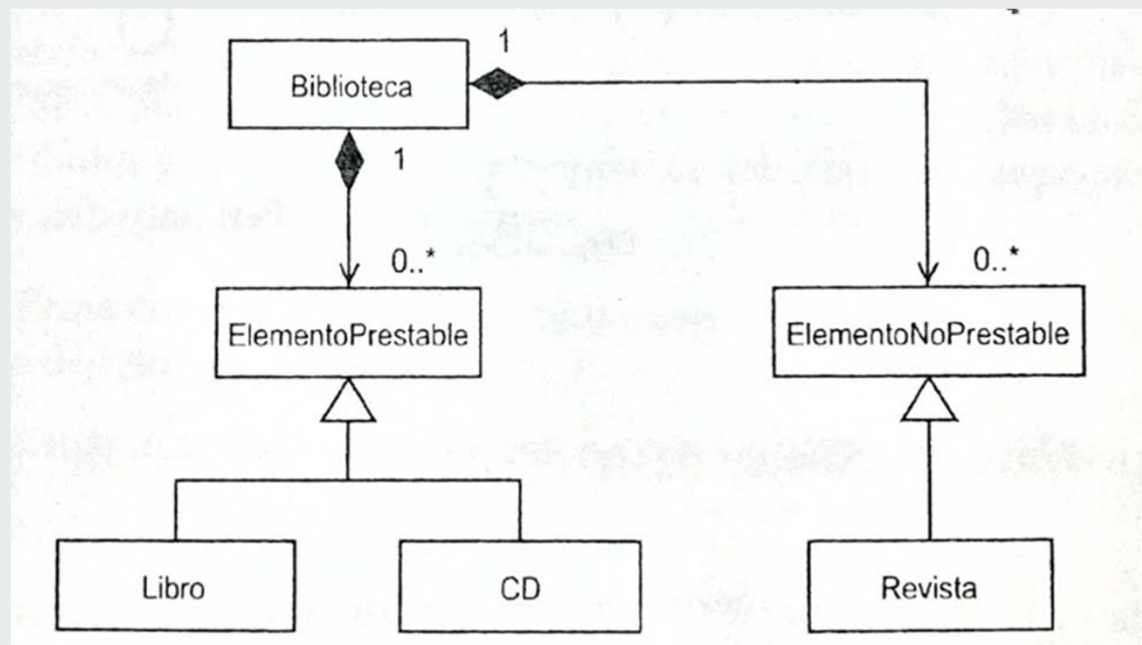 1
Biblioteca
1
0..*
0..*
ElementoPrestable
ElementoNoPrestable
Libro
CD
Revista